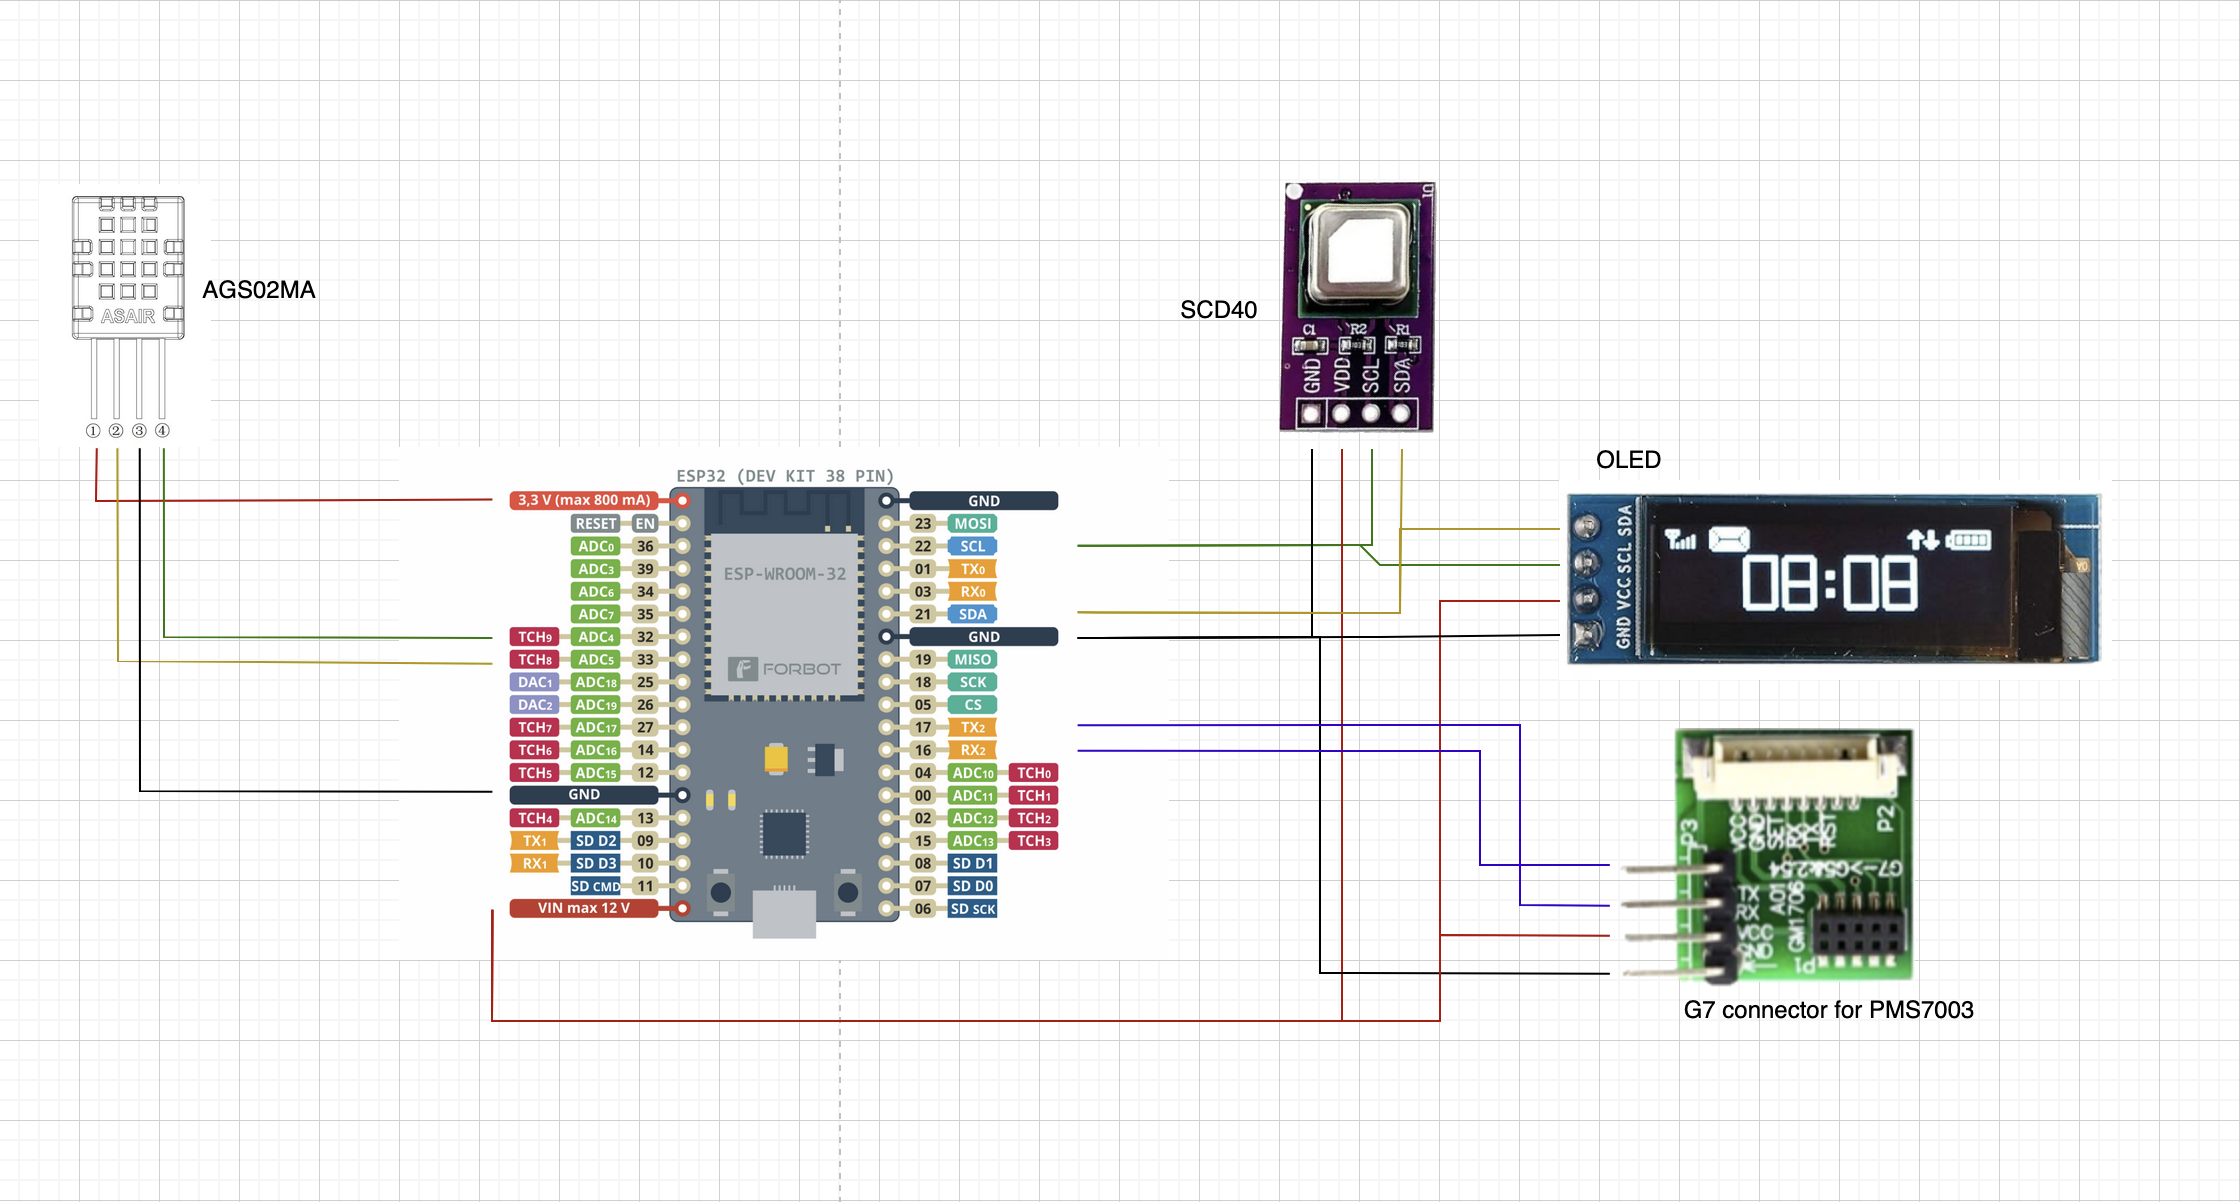 ASAIR
AGS02MA
① ② ③ ④
SCD40
C1 R2 R1
GND VDD SCL SDA
OLED
GND VCC SCL SDA
08:08
ESP32 (DEV KIT 38 PIN)
ESP-WROOM-32
FORBOT
3,3 V (max 800 mA)
RESET EN
ADC0 36
ADC3 39
ADC6 34
ADC7 35
TCH9 ADC4 32
TCH8 ADC5 33
DAC1 ADC18 25
DAC2 ADC19 26
TCH7 ADC17 27
TCH6 ADC16 14
TCH5 ADC15 12
GND
TCH4 ADC14 13
TX1 SD D2 09
RX1 SD D3 10
SD CMD 11
VIN max 12 V
GND
23 MOSI
22 SCL
01 TX0
03 RX0
21 SDA
GND
19 MISO
18 SCK
05 CS
17 TX2
16 RX2
04 ADC10 TCH0
00 ADC11 TCH1
02 ADC12 TCH2
15 ADC13 TCH3
08 SD D1
07 SD D0
06 SD SCK
P3
VCC GND SET RX TX RST
P2
TX
RX
VCC
GND
A01
GM1706
P1
G7 connector for PMS7003